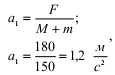 a₁ = F / (M + m);
a₁ = 180 / 150 = 1,2 м/с²,